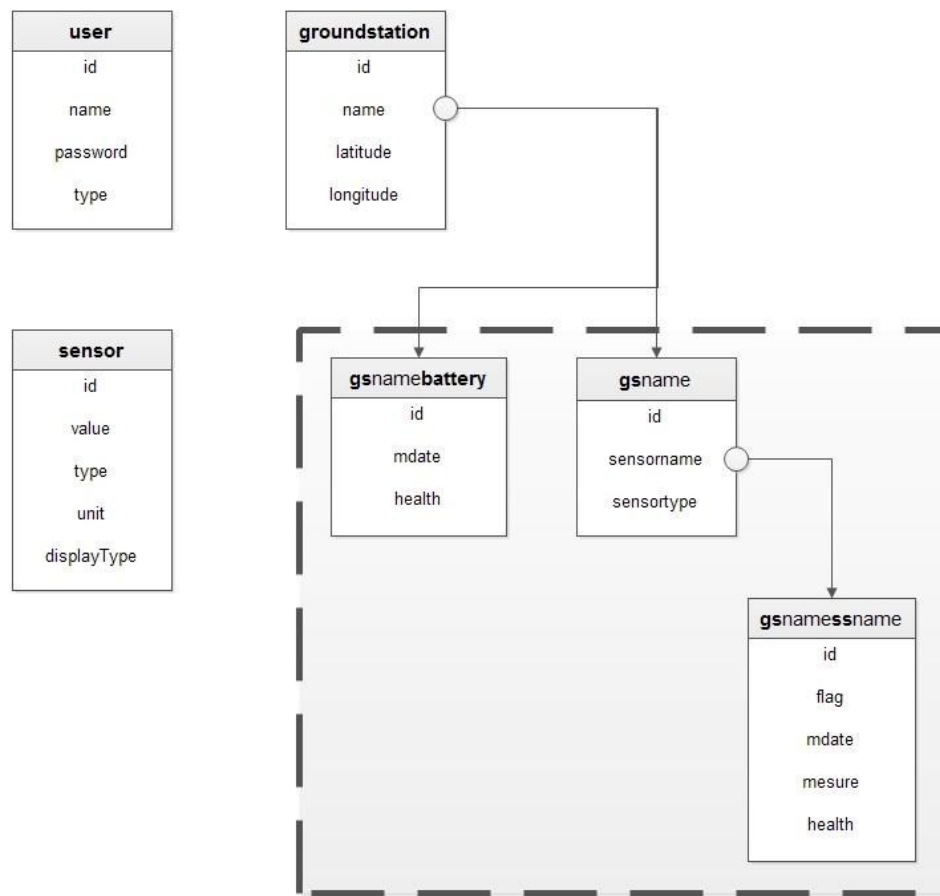 user
id
name
password
type
groundstation
id
name
latitude
longitude
sensor
id
value
type
unit
displayType
gsnamebattery
id
mdate
health
gsname
id
sensorname
sensortype
gsnamessname
id
flag
mdate
mesure
health